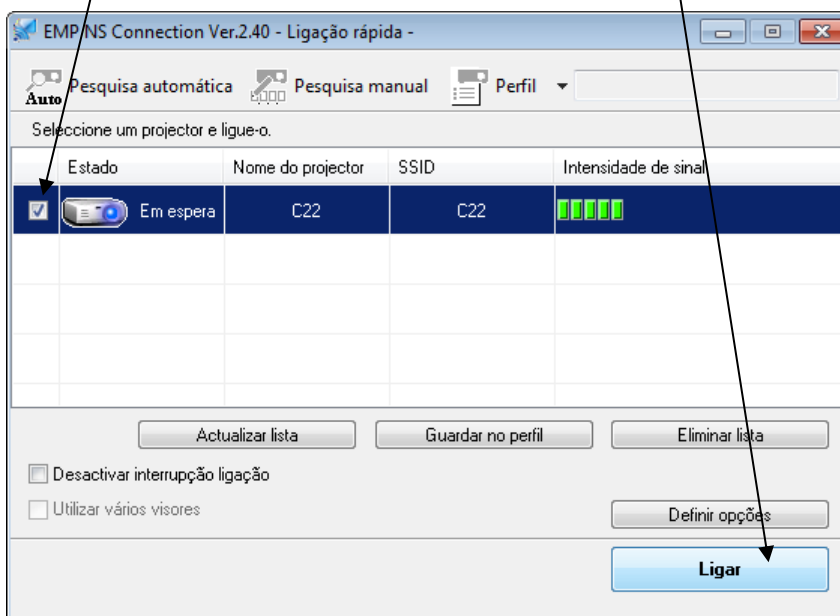 EMP NS Connection Ver.2.40 - Ligação rápida -
Auto Pesquisa automática Pesquisa manual Perfil
Seleccione um projector e ligue-o.
Estado Nome do projector SSID Intensidade de sinal
Em espera C22 C22
Actualizar lista Guardar no perfil Eliminar lista
Desactivar interrupção ligação
Utilizar vários visores
Definir opções
Ligar